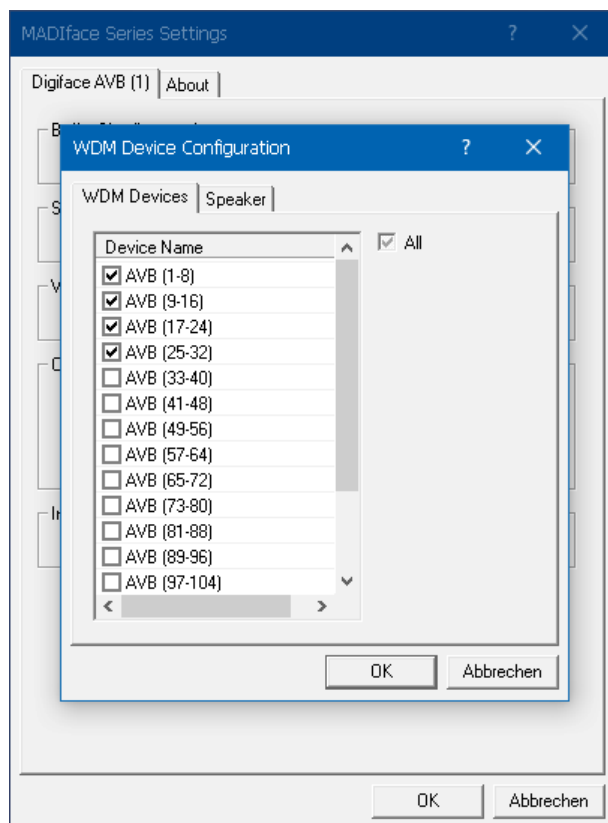 MADIface Series Settings
Digiface AVB (1) About
WDM Device Configuration
WDM Devices Speaker
Device Name
All
AVB (1-8)
AVB (9-16)
AVB (17-24)
AVB (25-32)
AVB (33-40)
AVB (41-48)
AVB (49-56)
AVB (57-64)
AVB (65-72)
AVB (73-80)
AVB (81-88)
AVB (89-96)
AVB (97-104)
OK Abbrechen
OK Abbrechen